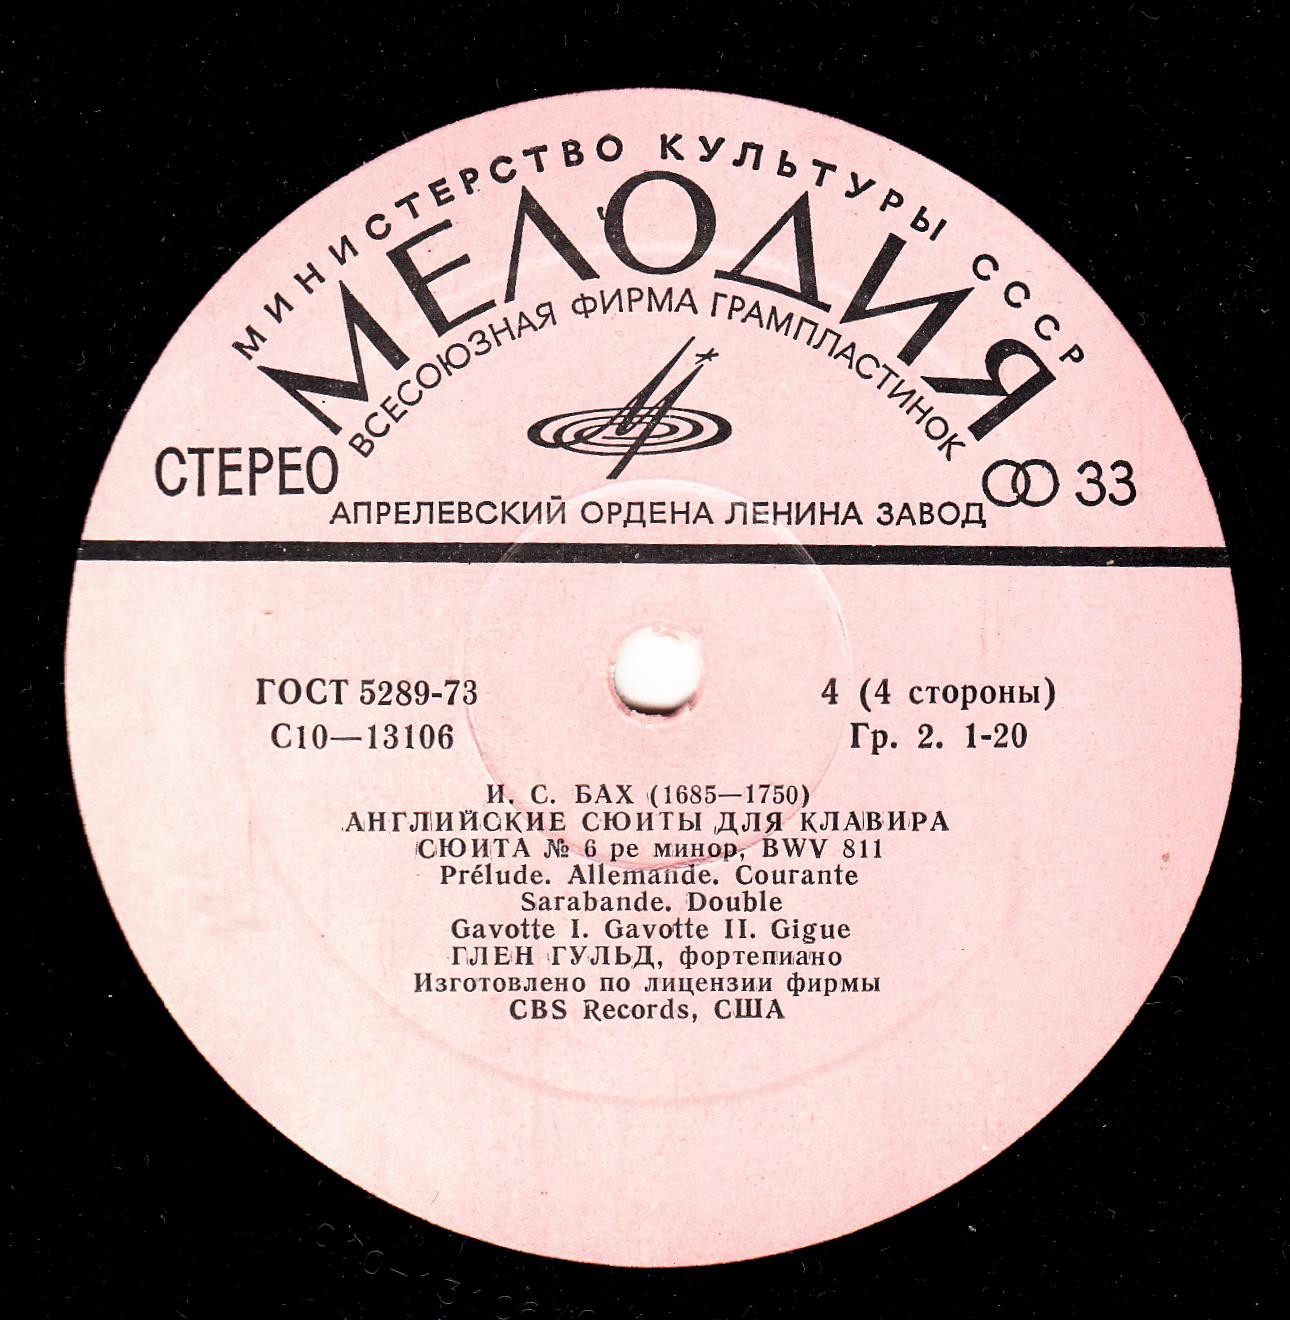 МИНИСТЕРСТВО КУЛЬТУРЫ СССР
МЕЛОДИЯ
ВСЕСОЮЗНАЯ ФИРМА ГРАМПЛАСТИНОК
СТЕРЕО
33
АПРЕЛЕВСКИЙ ОРДЕНА ЛЕНИНА ЗАВОД
ГОСТ 5289-73
4 (4 стороны)
С10—13106
Гр. 2. 1-20
И. С. БАХ (1685—1750)
АНГЛИЙСКИЕ СЮИТЫ ДЛЯ КЛАВИРА
СЮИТА № 6 ре минор, BWV 811
Prélude. Allemande. Courante
Sarabande. Double
Gavotte I. Gavotte II. Gigue
ГЛЕН ГУЛЬД, фортепиано
Изготовлено по лицензии фирмы
CBS Records, США